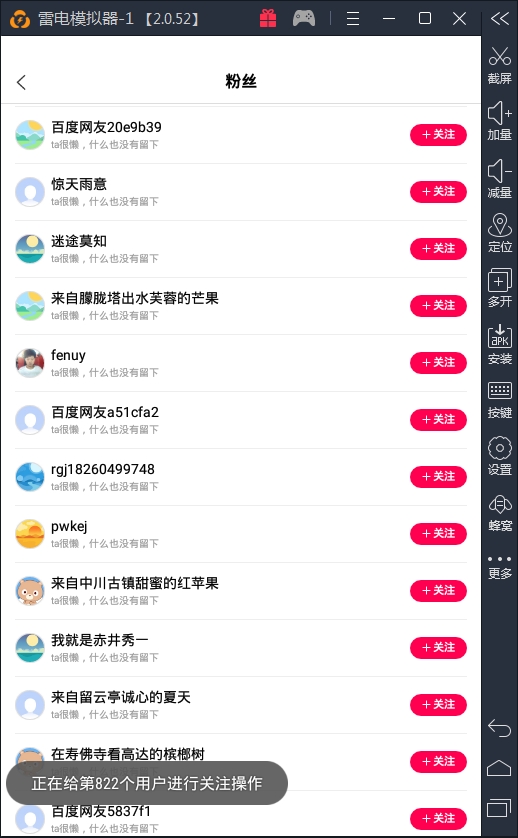 雷电模拟器-1 【2.0.52】
粉丝
百度网友20e9b39
ta很懒，什么也没有留下
+ 关注
惊天雨意
ta很懒，什么也没有留下
+ 关注
迷途莫知
ta很懒，什么也没有留下
+ 关注
来自朦胧塔出水芙蓉的芒果
ta很懒，什么也没有留下
+ 关注
fenuy
ta很懒，什么也没有留下
+ 关注
百度网友a51cfa2
ta很懒，什么也没有留下
+ 关注
rgj18260499748
ta很懒，什么也没有留下
+ 关注
pwkej
ta很懒，什么也没有留下
+ 关注
来自中川古镇甜蜜的红苹果
ta很懒，什么也没有留下
+ 关注
我就是赤井秀一
ta很懒，什么也没有留下
+ 关注
来自留云亭诚心的夏天
ta很懒，什么也没有留下
+ 关注
在寿佛寺看高达的槟榔树
+ 关注
正在给第822个用户进行关注操作
百度网友5837f1
ta很懒，什么也没有留下
+ 关注
截屏
加量
减量
定位
多开
APK
安装
按键
设置
蜂窝
更多